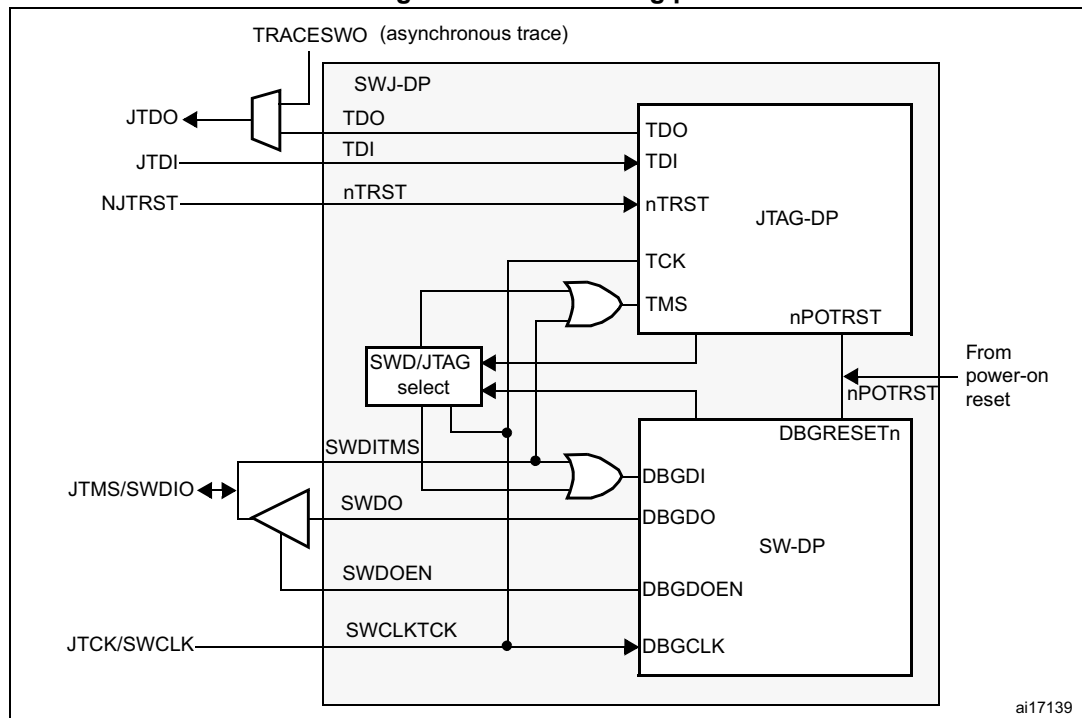 TRACESWO (asynchronous trace)
SWJ-DP
JTDO
TDO
TDO
JTDI
TDI
TDI
NJTRST
nTRST
nTRST
JTAG-DP
TCK
TMS
nPOTRST
SWD/JTAG
select
From
power-on
reset
nPOTRST
DBGRESETn
SWDITMS
DBGDI
JTMS/SWDIO
SWDO
DBGDO
SW-DP
SWDOEN
DBGDOEN
JTCK/SWCLK
SWCLKTCK
DBGCLK
ai17139